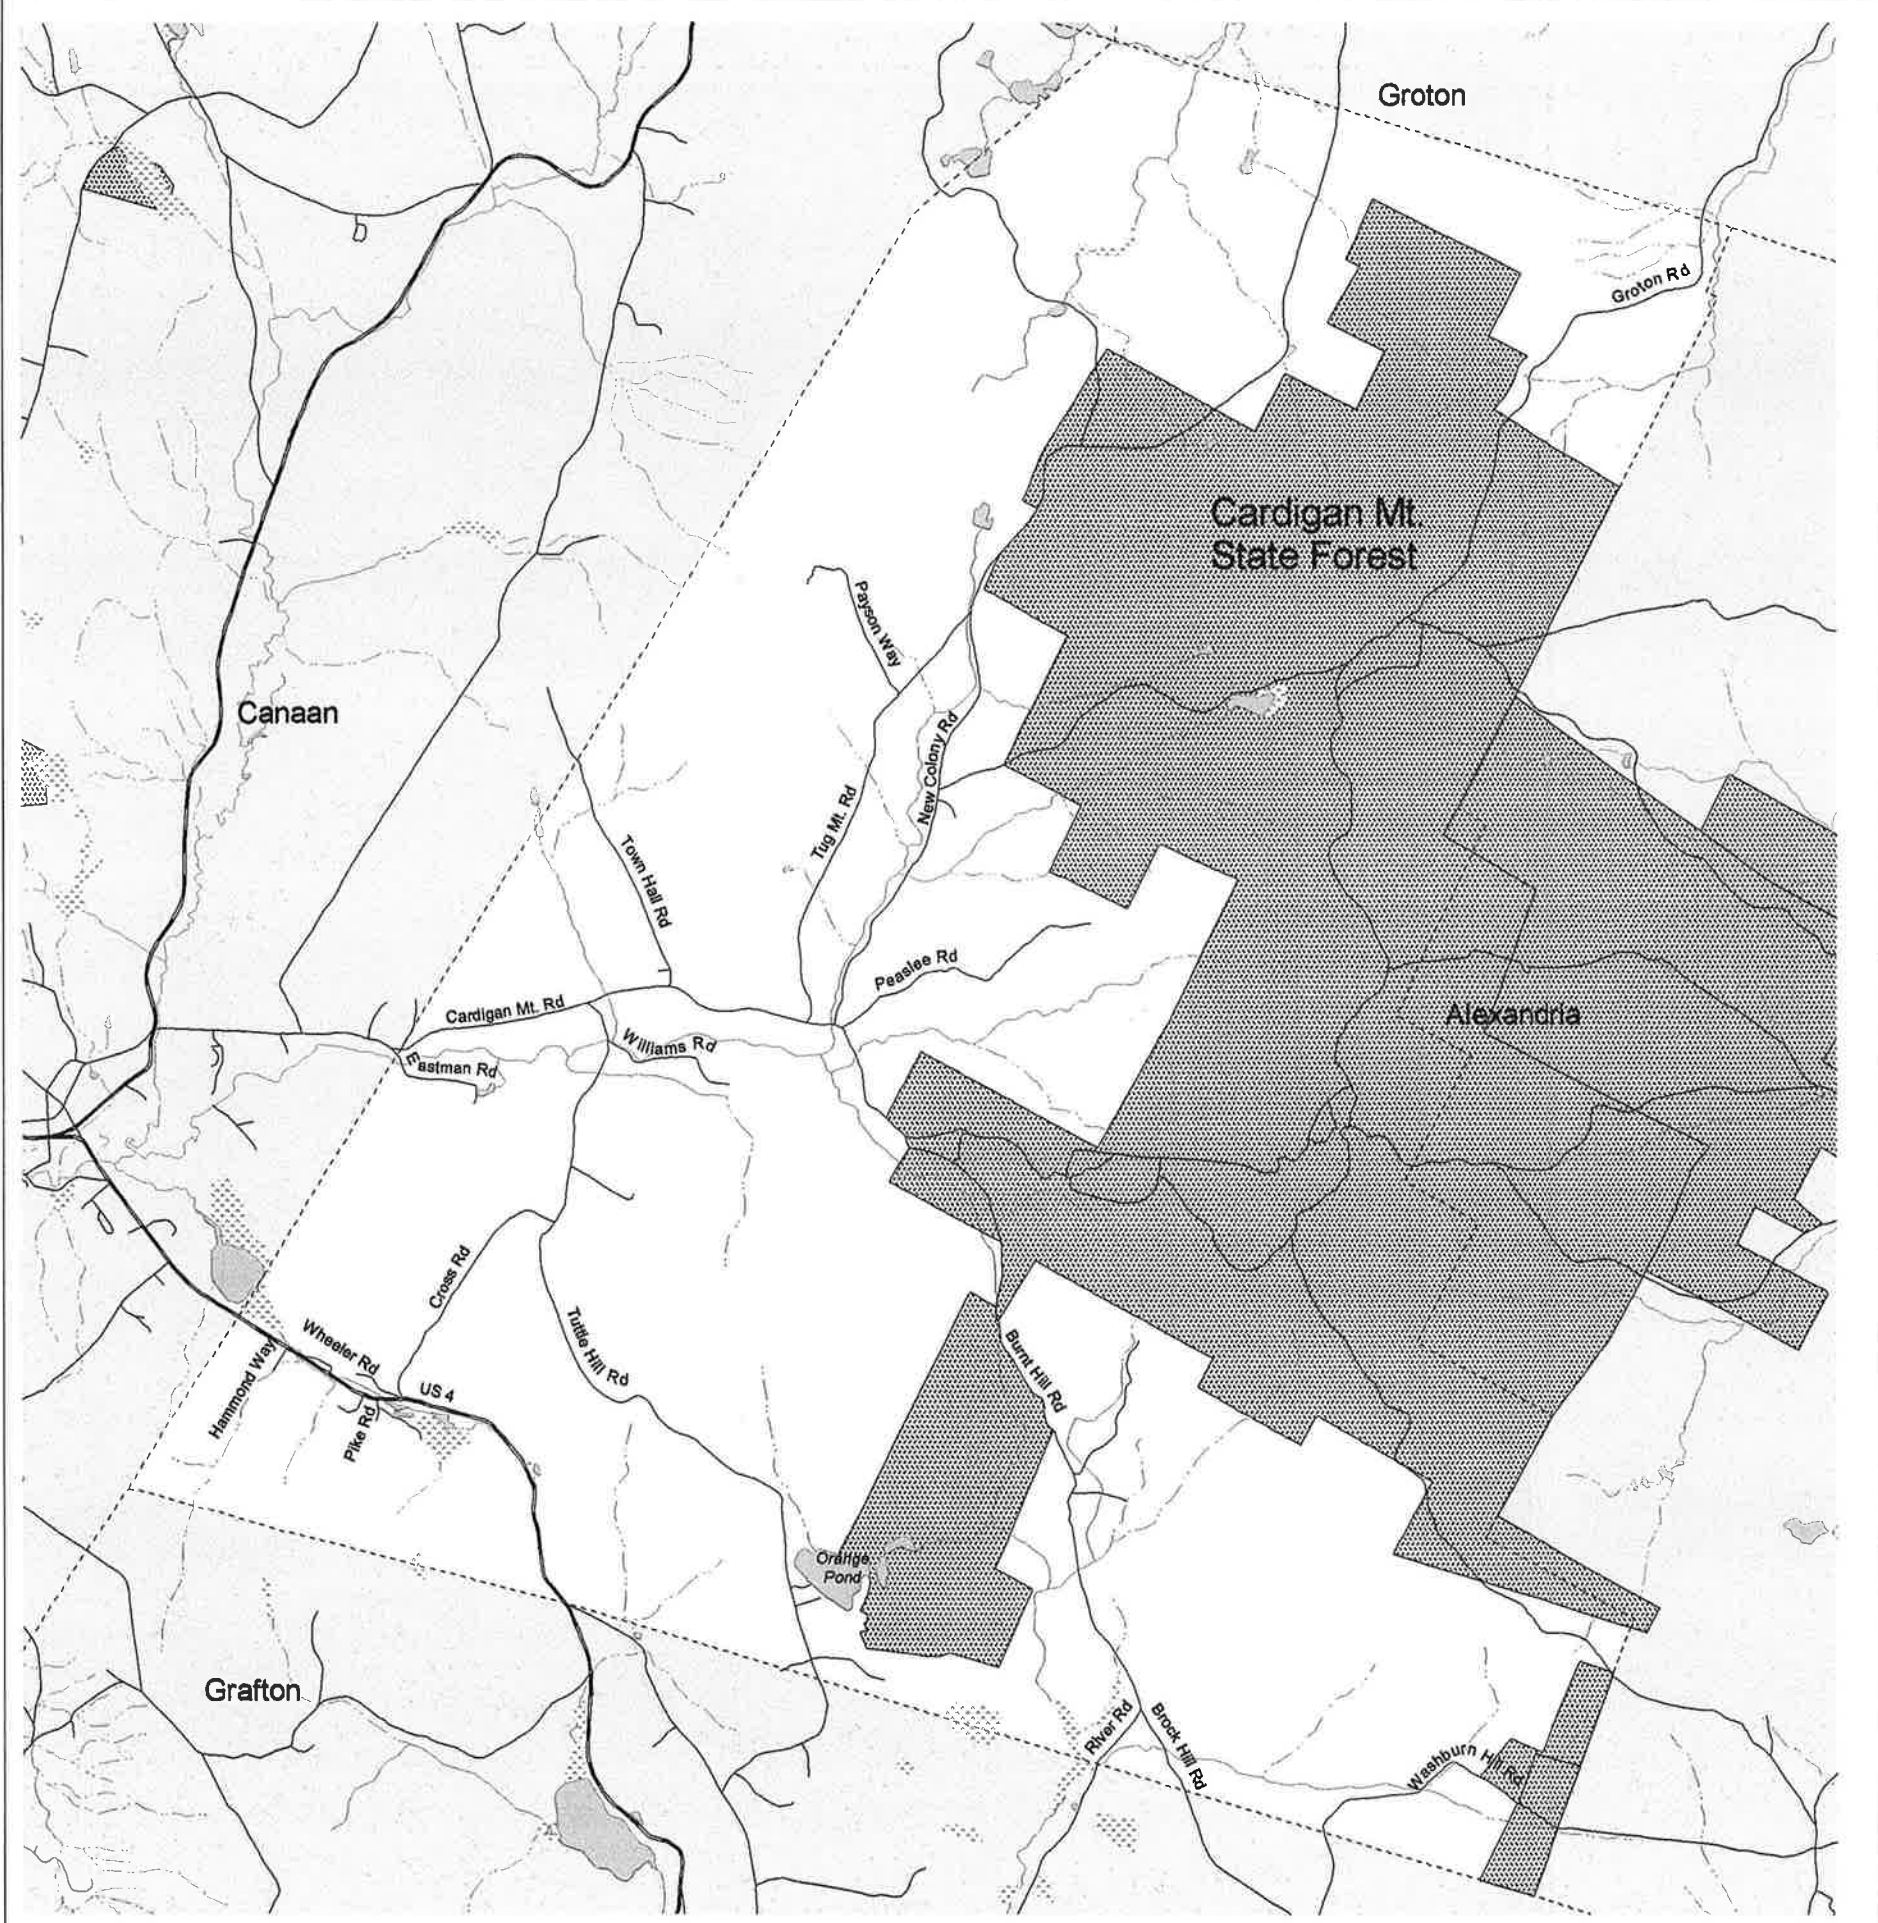 Groton
Groton Rd
Cardigan Mt.
State Forest
Payson Way
Canaan
New Colony Rd
Tug Mt. Rd
Town Hall Rd
Peaslee Rd
Cardigan Mt. Rd
Alexandria
Williams Rd
Eastman Rd
Cross Rd
Wheeler Rd
Tuttle Hill Rd
Burnt Hill Rd
Hammond Way
US 4
Pike Rd
Orange
Pond
Grafton
River Rd
Brock Hill Rd
Washburn Hill Rd